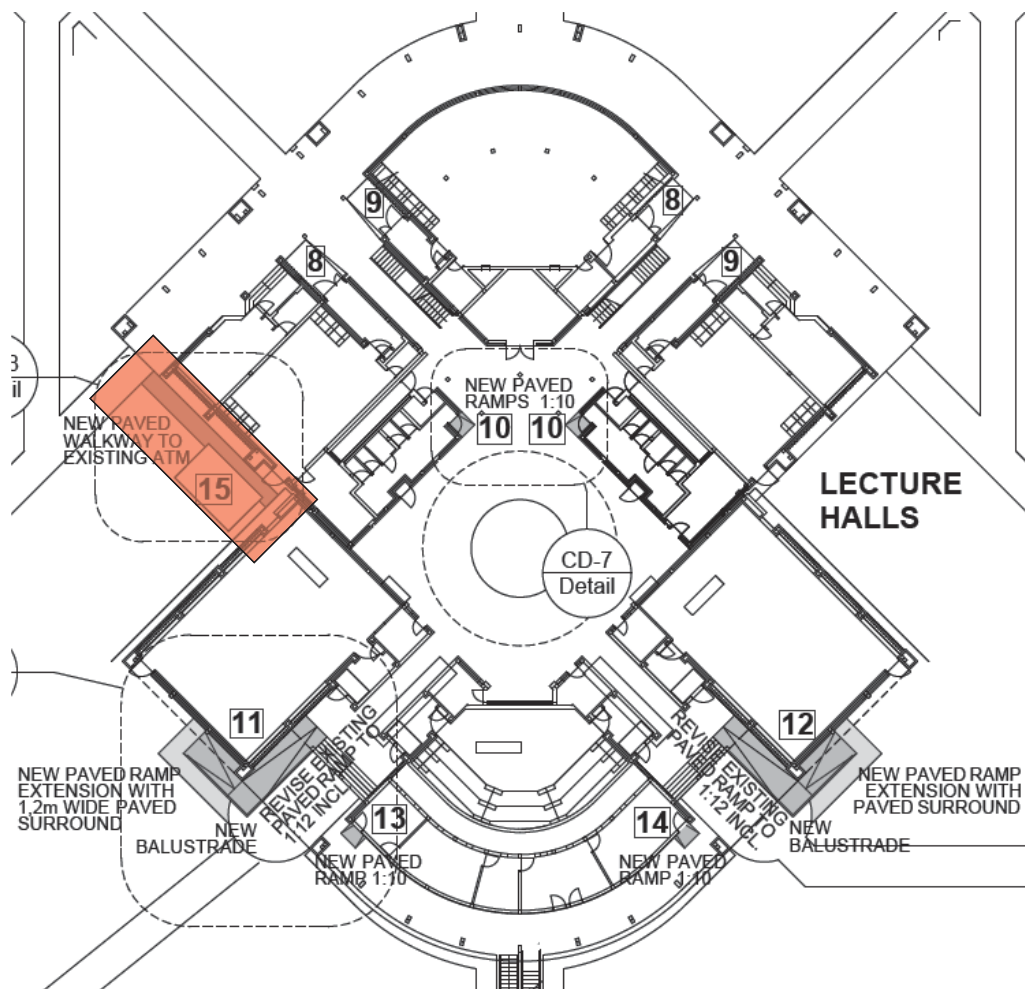 9
8
8
9
3
il
NEW PAVED
RAMPS 1:10
10
10
NEW PAVED
WALKWAY TO
EXISTING ATM
15
LECTURE
HALLS
CD-7
Detail
11
12
REVISE EXISTING
PAVED RAMP TO
1:12 INCL.
REVISE EXISTING
PAVED RAMP TO
1:12 INCL.
NEW PAVED RAMP
EXTENSION WITH
1,2m WIDE PAVED
SURROUND
NEW PAVED RAMP
EXTENSION WITH
PAVED SURROUND
NEW
BALUSTRADE
NEW
BALUSTRADE
13
14
NEW PAVED
RAMP 1:10
NEW PAVED
RAMP 1:10